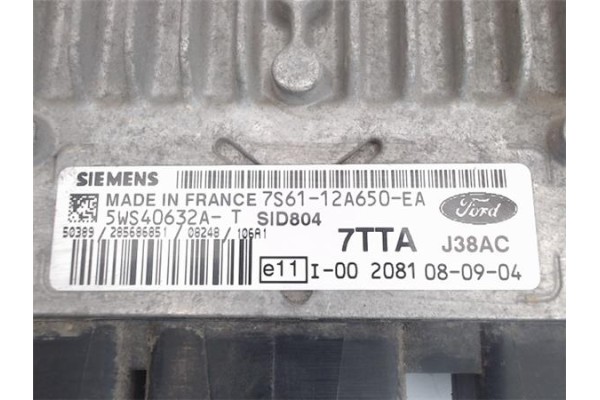 SIEMENS
MADE IN FRANCE 7S61-12A650-EA
5WS40632A-T SID804
50389 / 285686851 / 08248 / 106A1
Ford
7TTA J38AC
e11 I-00 2081 08-09-04